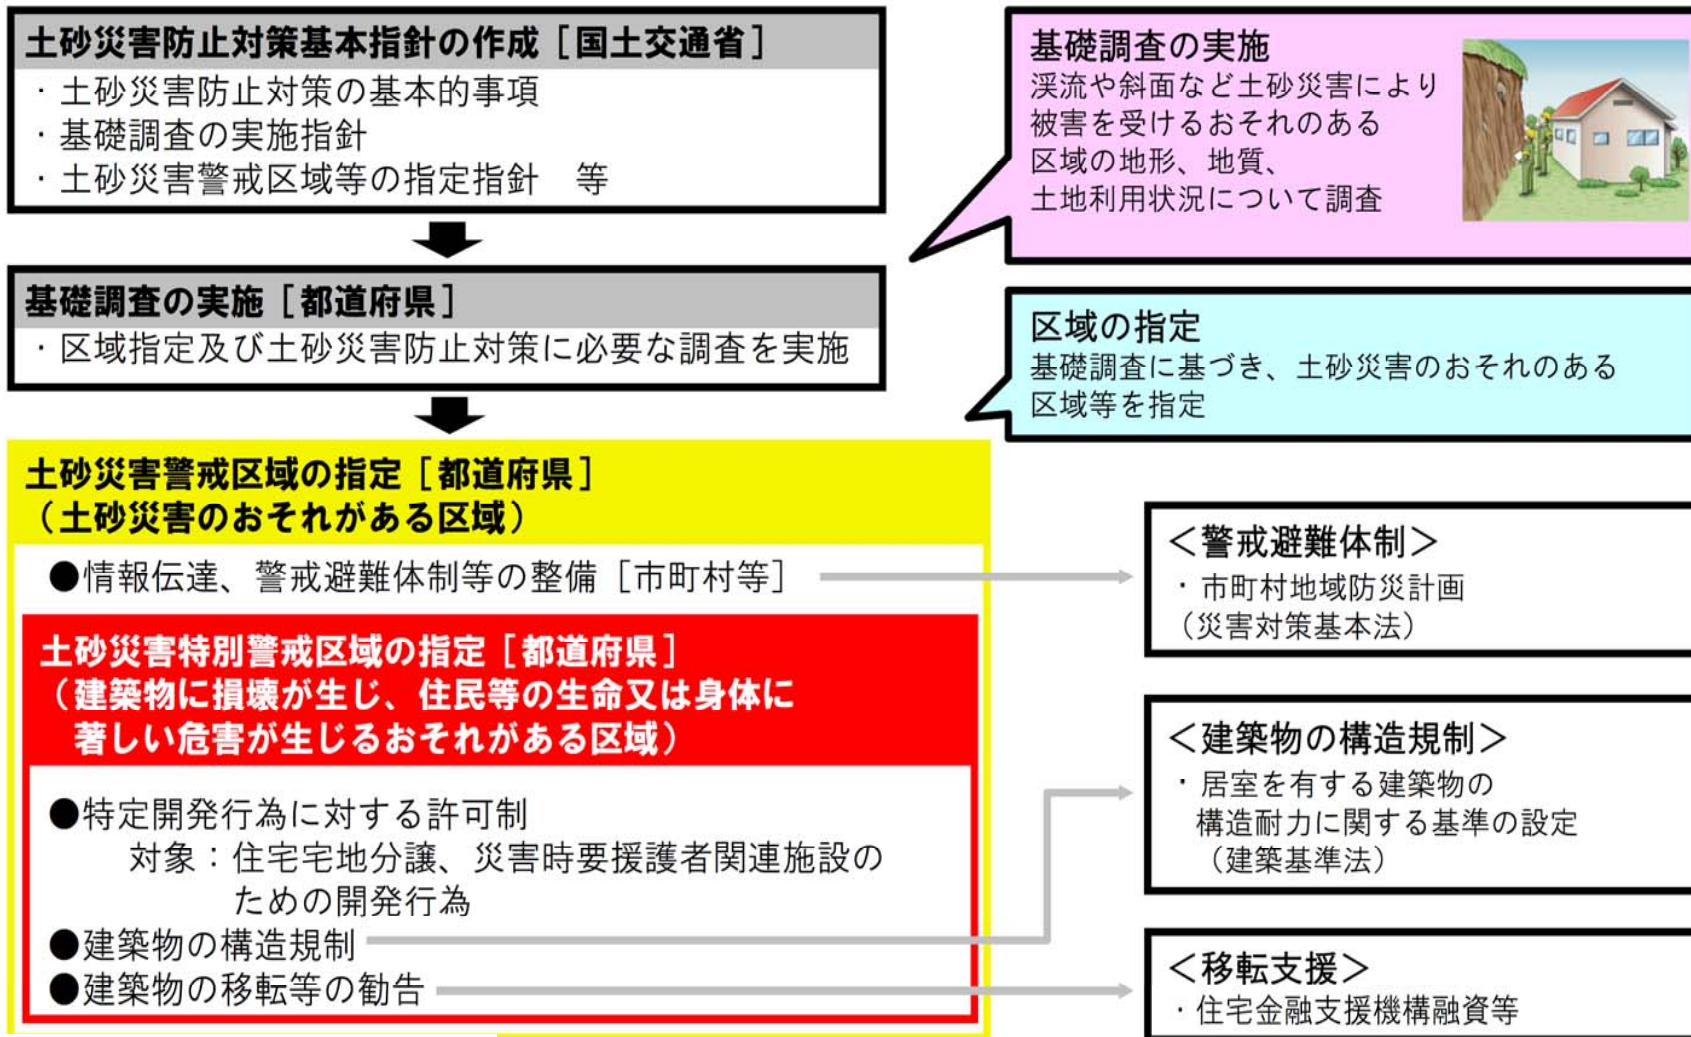 土砂災害防止対策基本指針の作成［国土交通省］
・土砂災害防止対策の基本的事項
・基礎調査の実施指針
・土砂災害警戒区域等の指定指針　等
基礎調査の実施［都道府県］
・区域指定及び土砂災害防止対策に必要な調査を実施
土砂災害警戒区域の指定［都道府県］
（土砂災害のおそれがある区域）
●情報伝達、警戒避難体制等の整備［市町村等］
土砂災害特別警戒区域の指定［都道府県］
（建築物に損壊が生じ、住民等の生命又は身体に
著しい危害が生じるおそれがある区域）
●特定開発行為に対する許可制
対象：住宅宅地分譲、災害時要援護者関連施設の
ための開発行為
●建築物の構造規制
●建築物の移転等の勧告
基礎調査の実施
渓流や斜面など土砂災害により
被害を受けるおそれのある
区域の地形、地質、
土地利用状況について調査
区域の指定
基礎調査に基づき、土砂災害のおそれのある
区域等を指定
＜警戒避難体制＞
・市町村地域防災計画
（災害対策基本法）
＜建築物の構造規制＞
・居室を有する建築物の
構造耐力に関する基準の設定
（建築基準法）
＜移転支援＞
・住宅金融支援機構融資等